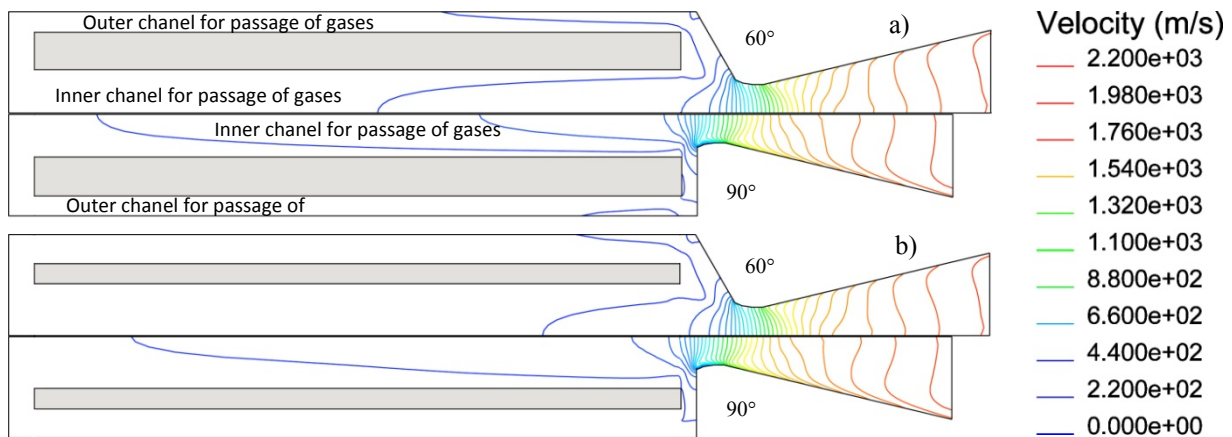 Outer chanel for passage of gases
60°
a)
Inner chanel for passage of gases
Inner chanel for passage of gases
90°
Outer chanel for passage of
60°
b)
90°
Velocity (m/s)
2.200e+03
1.980e+03
1.760e+03
1.540e+03
1.320e+03
1.100e+03
8.800e+02
6.600e+02
4.400e+02
2.200e+02
0.000e+00